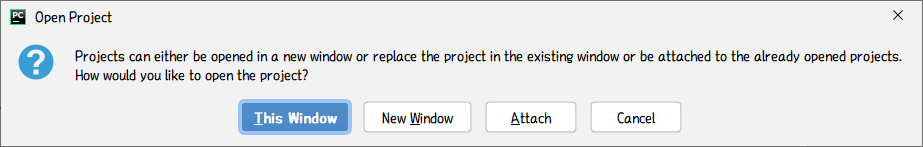 PC Open Project
Projects can either be opened in a new window or replace the project in the existing window or be attached to the already opened projects.
How would you like to open the project?
This Window New Window Attach Cancel